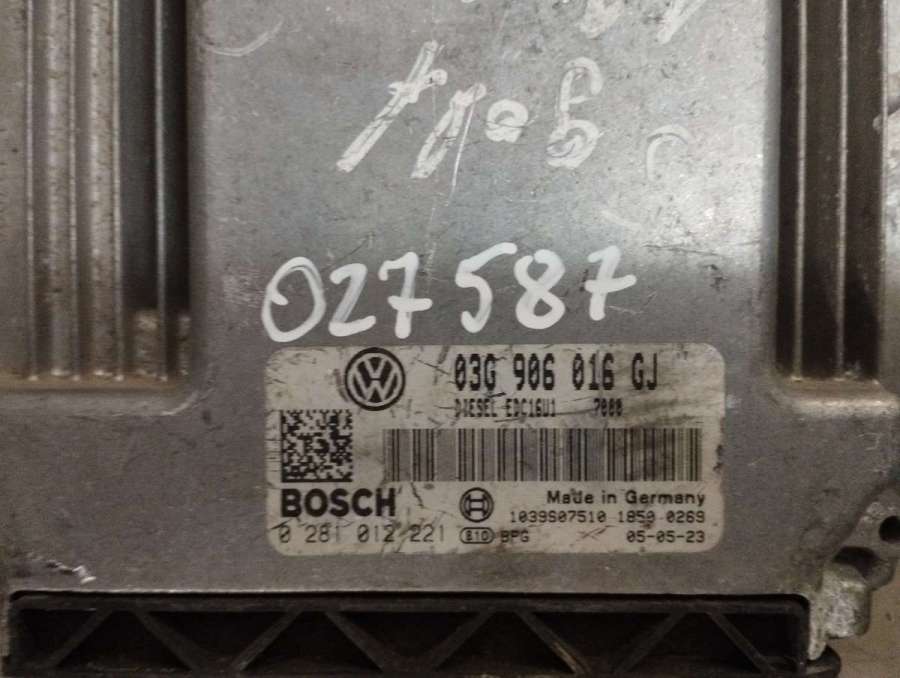 027587
03G 906 016 GJ
DIESEL EDC16U1 7000
BOSCH
Made in Germany
1039S07510 1850 0269
0 281 012 221 810 BPG 05-05-23